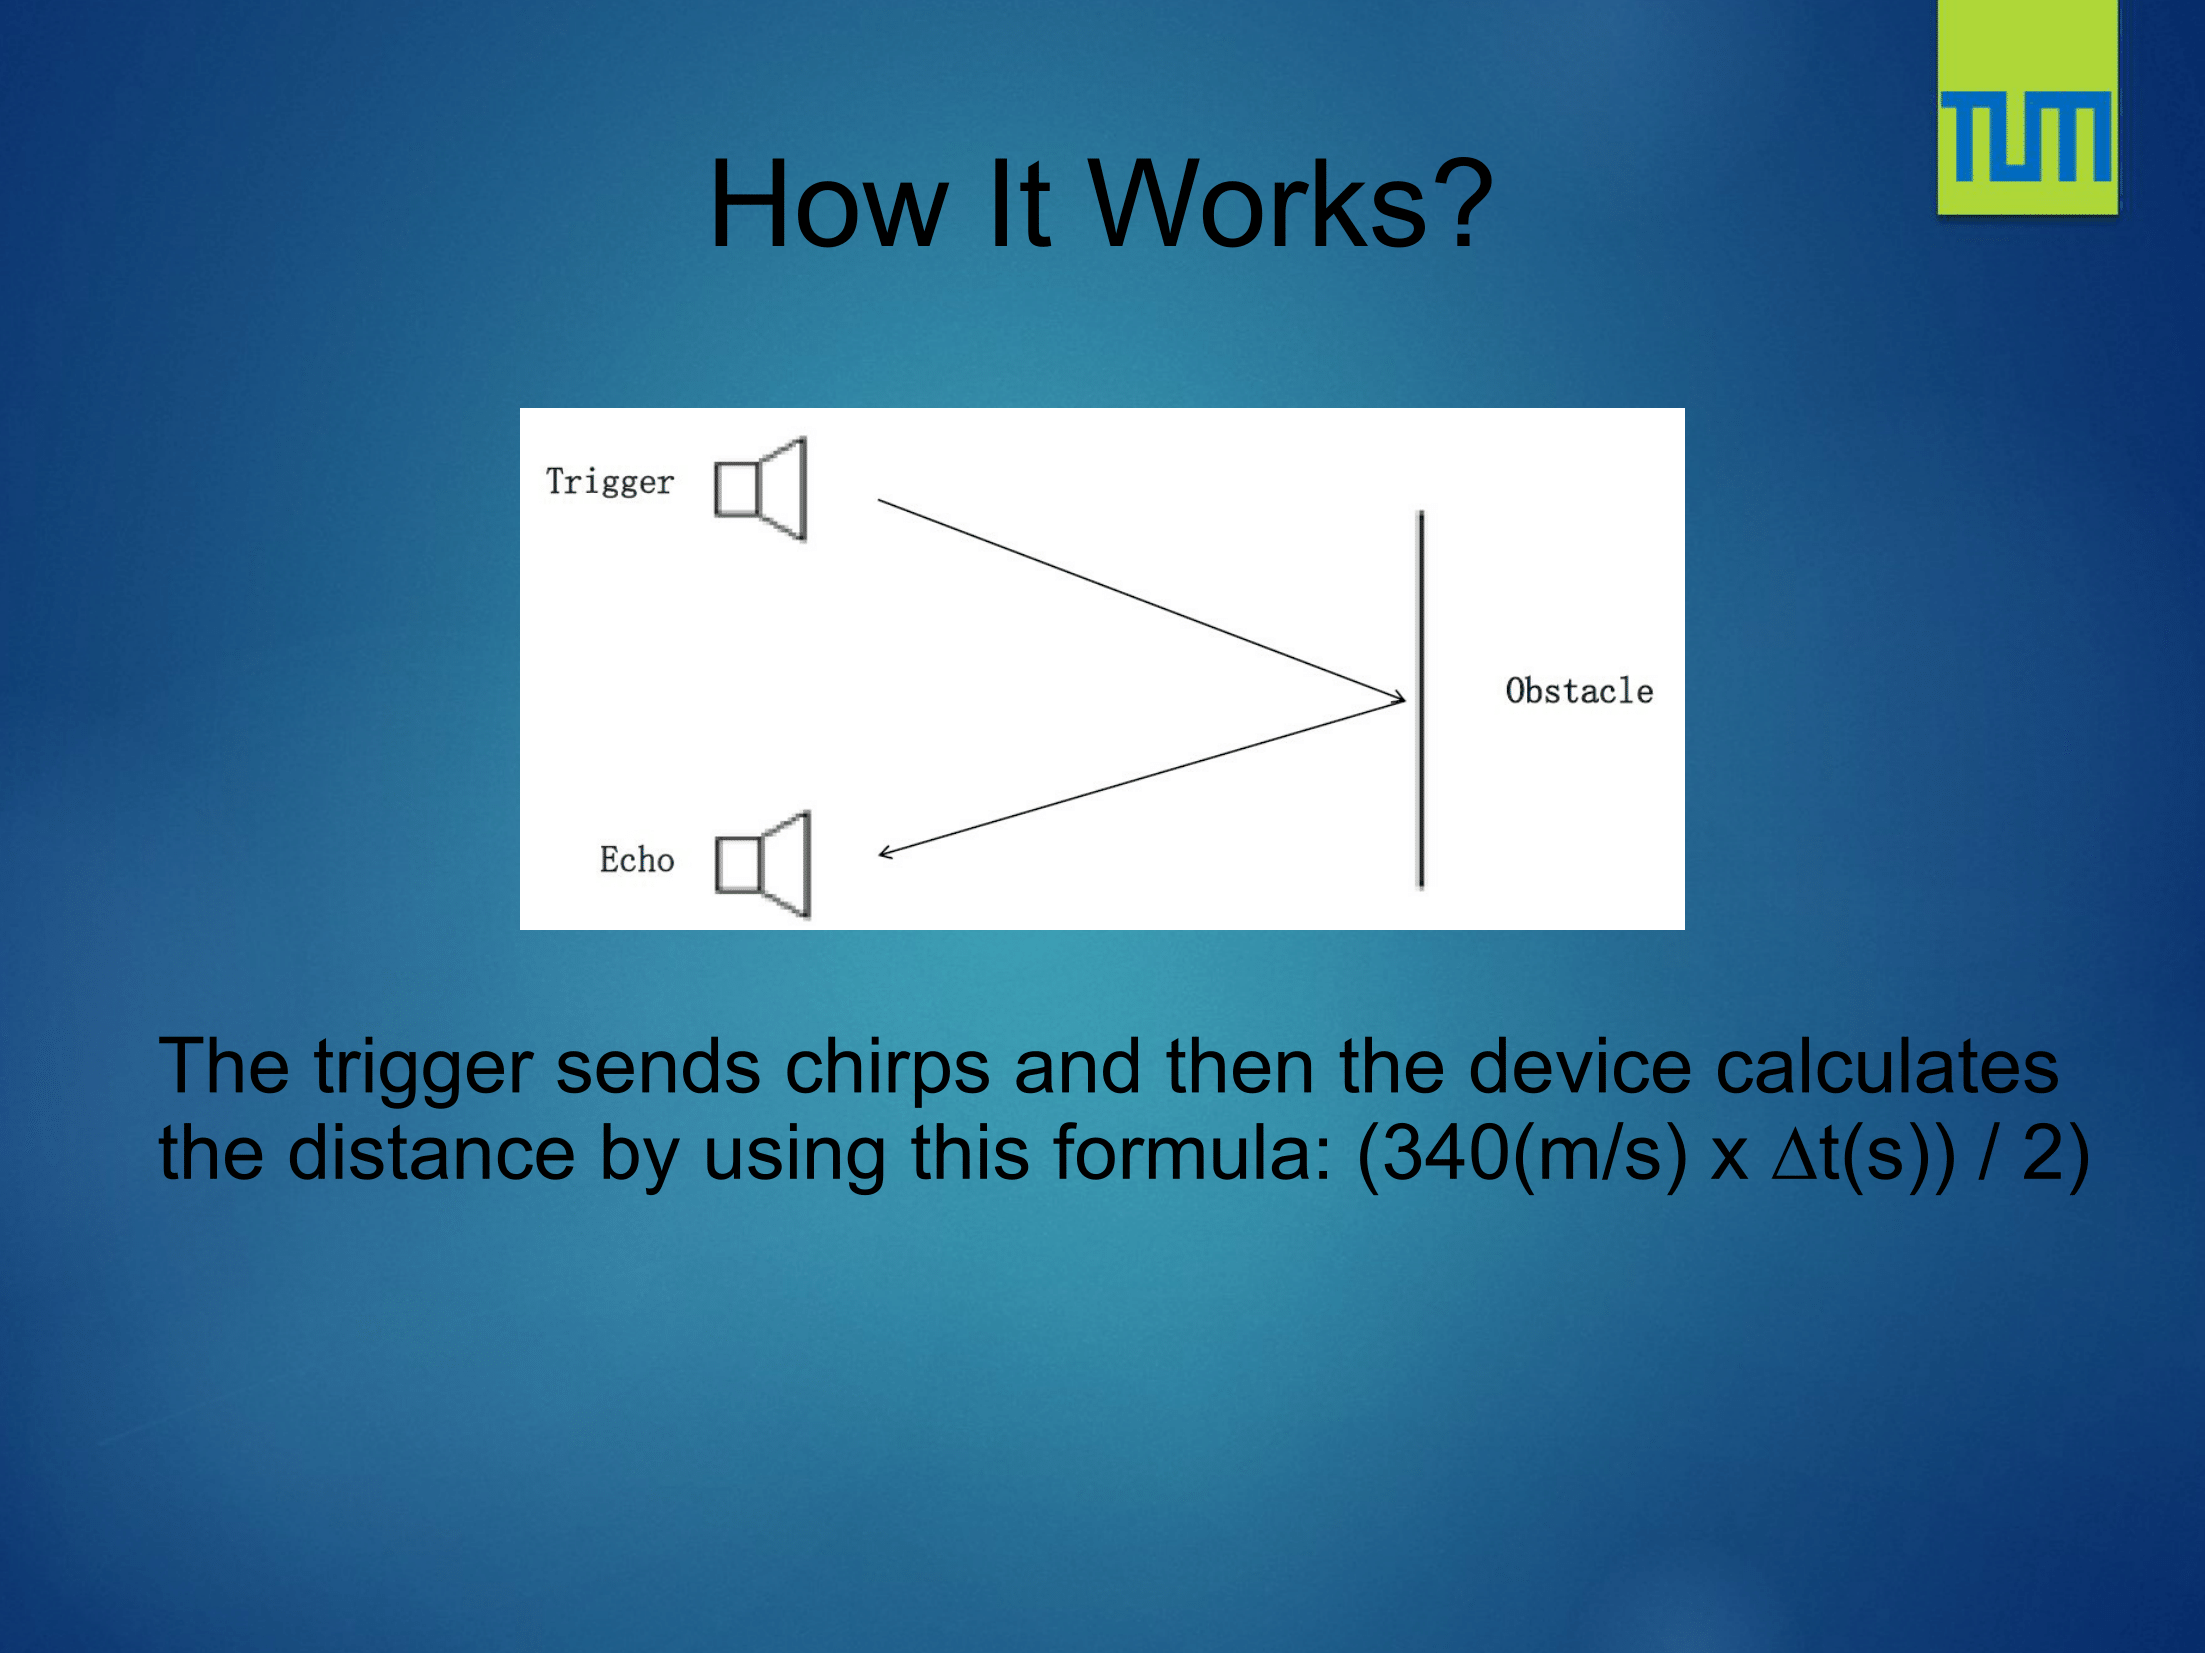 TUM
How It Works?
Trigger
Obstacle
Echo
The trigger sends chirps and then the device calculates
the distance by using this formula: (340(m/s) x Δt(s)) / 2)